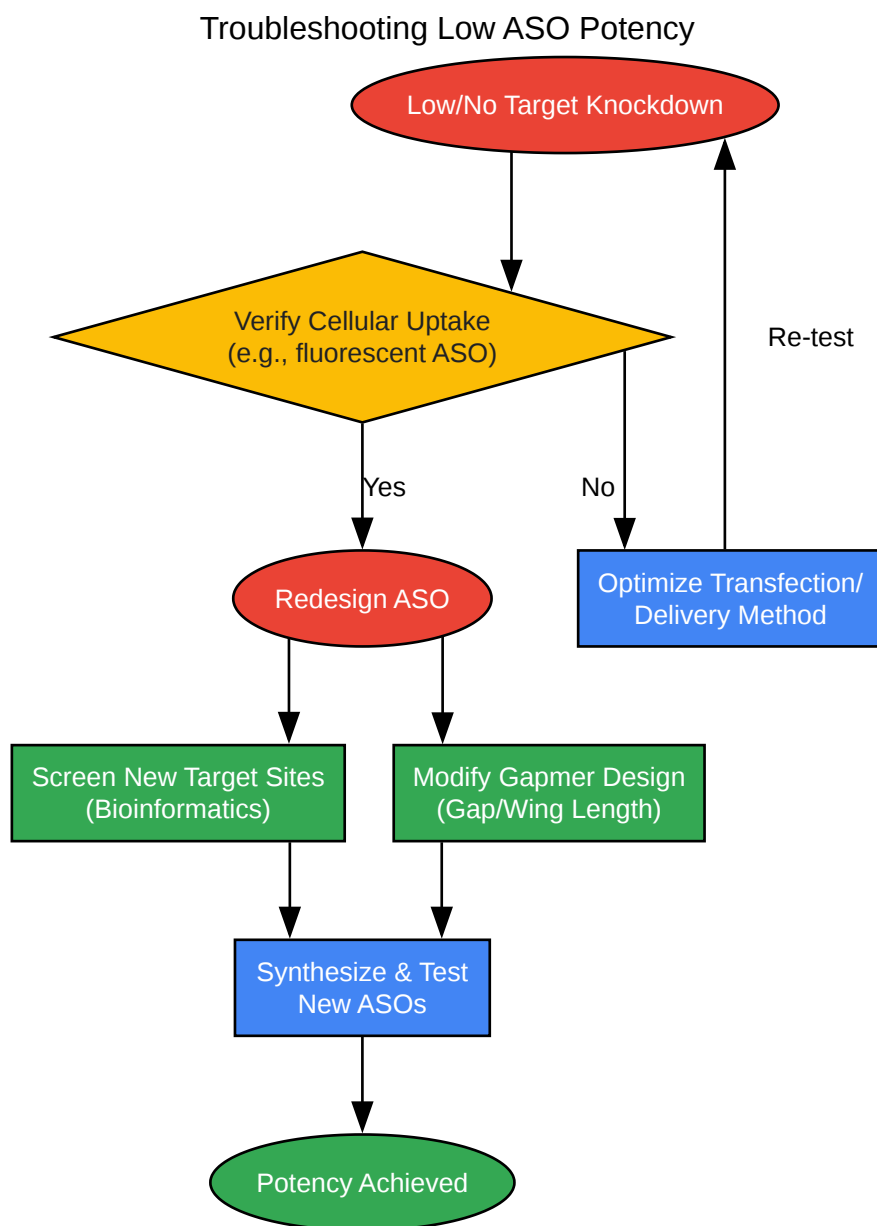 Troubleshooting Low ASO Potency
Low/No Target Knockdown
Verify Cellular Uptake
(e.g., fluorescent ASO)
Re-test
Yes
No
Redesign ASO
Optimize Transfection/
Delivery Method
Screen New Target Sites
(Bioinformatics)
Modify Gapmer Design
(Gap/Wing Length)
Synthesize & Test
New ASOs
Potency Achieved